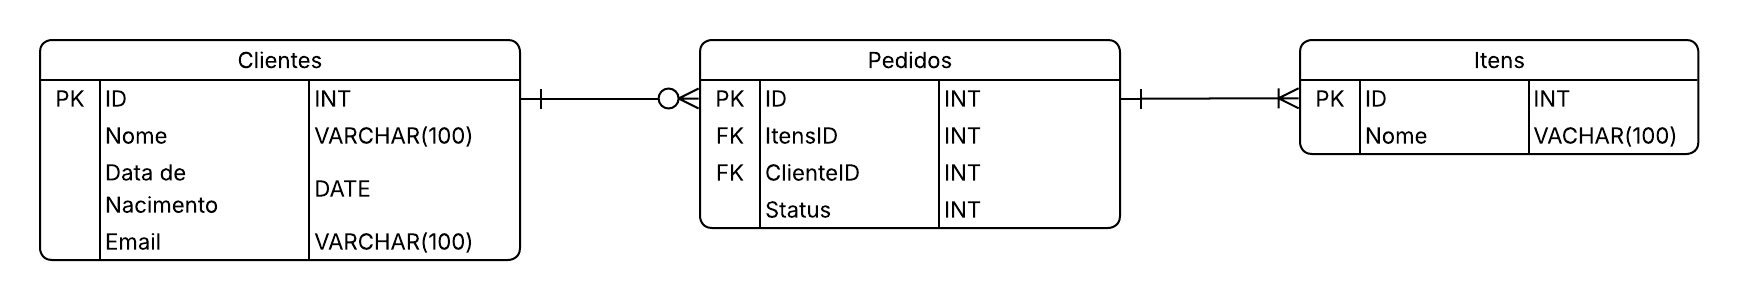 Clientes
PK ID INT
Nome VARCHAR(100)
Data de
Nacimento
DATE
Email VARCHAR(100)
Pedidos
PK ID INT
FK ItensID INT
FK ClienteID INT
Status INT
Itens
PK ID INT
Nome VACHAR(100)